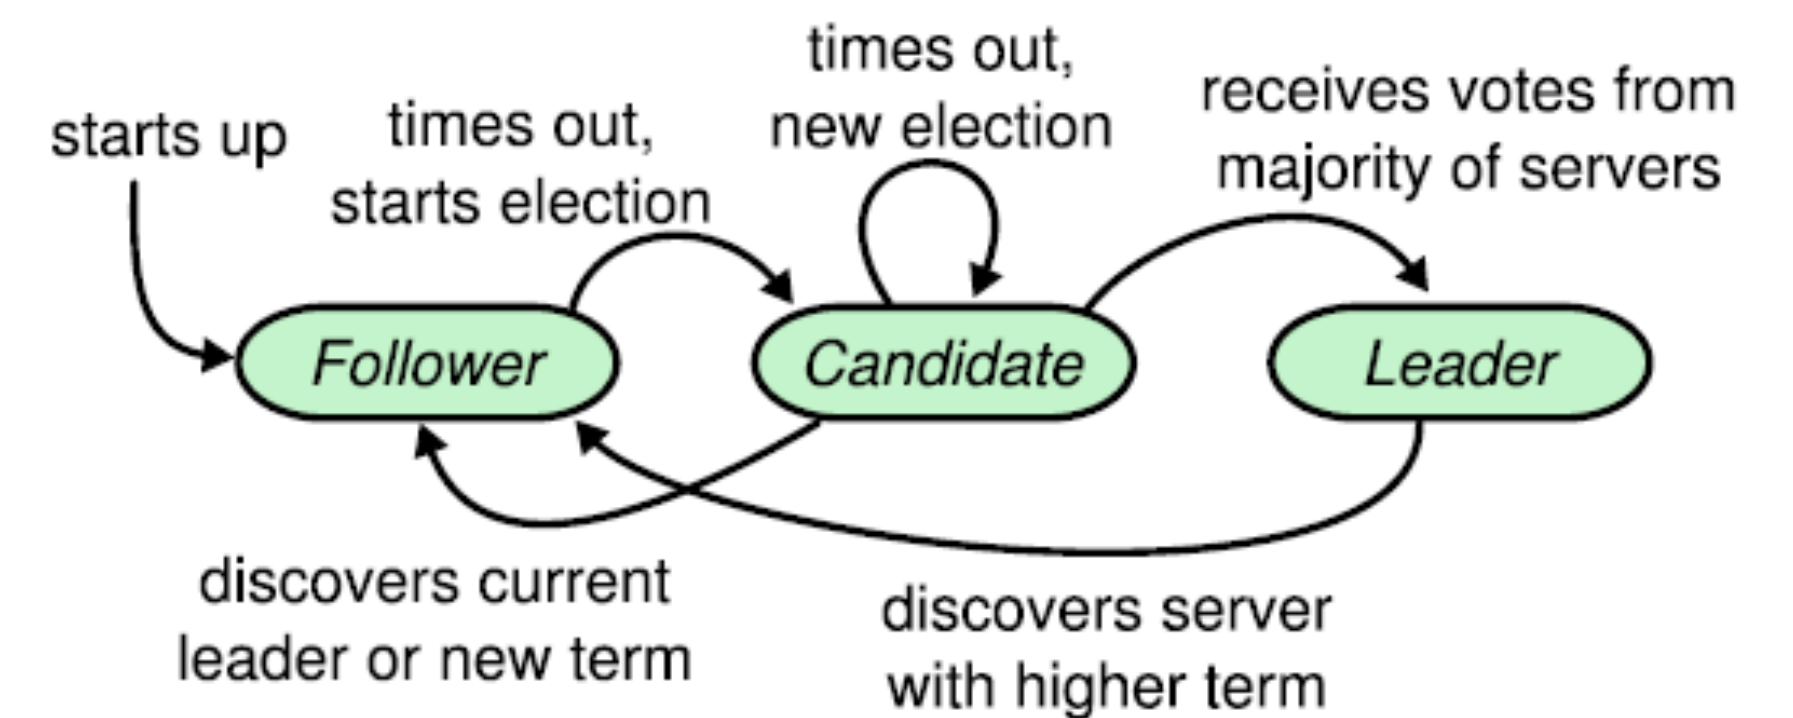 starts up
times out,
starts election
times out,
new election
receives votes from
majority of servers
Follower
Candidate
Leader
discovers current
leader or new term
discovers server
with higher term